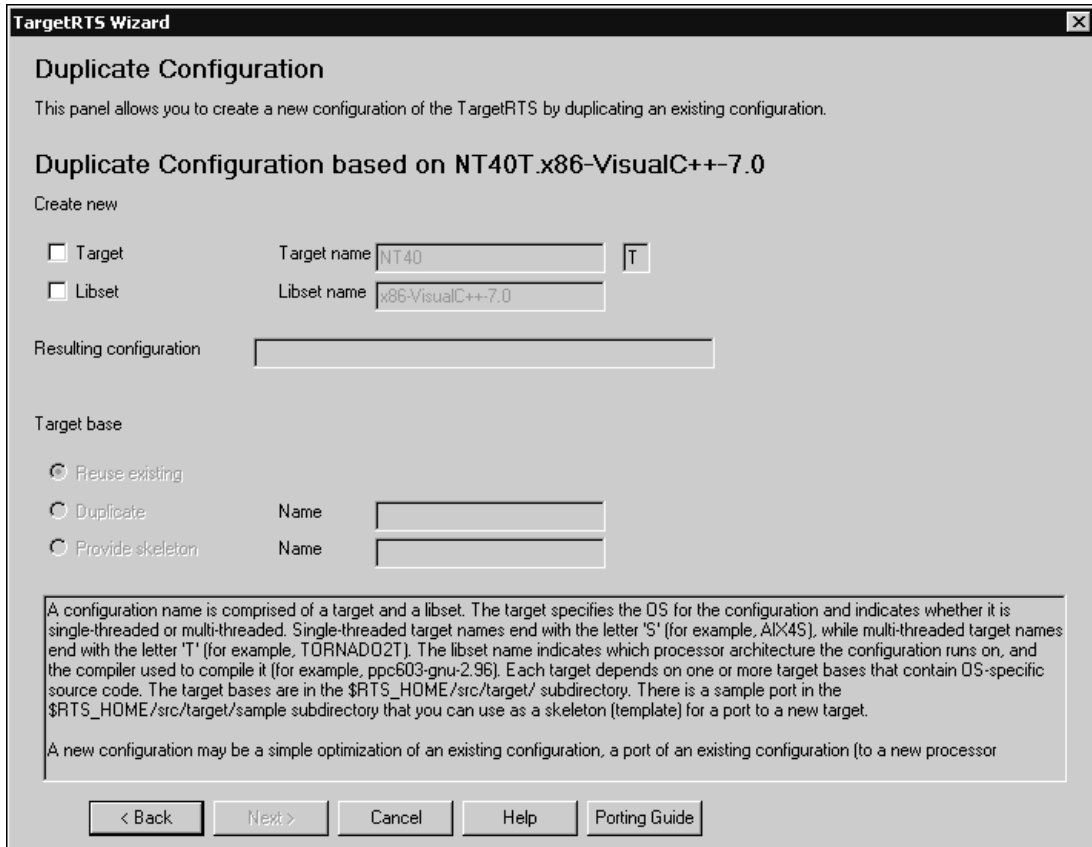 TargetRTS Wizard
Duplicate Configuration
This panel allows you to create a new configuration of the TargetRTS by duplicating an existing configuration.
Duplicate Configuration based on NT40T.x86-VisualC++-7.0
Create new
Target Target name NT40 T
Libset Libset name x86-VisualC++-7.0
Resulting configuration
Target base
Reuse existing
Duplicate Name
Provide skeleton Name
A configuration name is comprised of a target and a libset. The target specifies the OS for the configuration and indicates whether it is
single-threaded or multi-threaded. Single-threaded target names end with the letter 'S' (for example, AIX4S), while multi-threaded target names
end with the letter 'T' (for example, TORNADO2T). The libset name indicates which processor architecture the configuration runs on, and
the compiler used to compile it (for example, ppc603-gnu-2.96). Each target depends on one or more target bases that contain OS-specific
source code. The target bases are in the $RTS_HOME/src/target/ subdirectory. There is a sample port in the
$RTS_HOME/src/target/sample subdirectory that you can use as a skeleton (template) for a port to a new target.
A new configuration may be a simple optimization of an existing configuration, a port of an existing configuration (to a new processor
< Back Next > Cancel Help Porting Guide